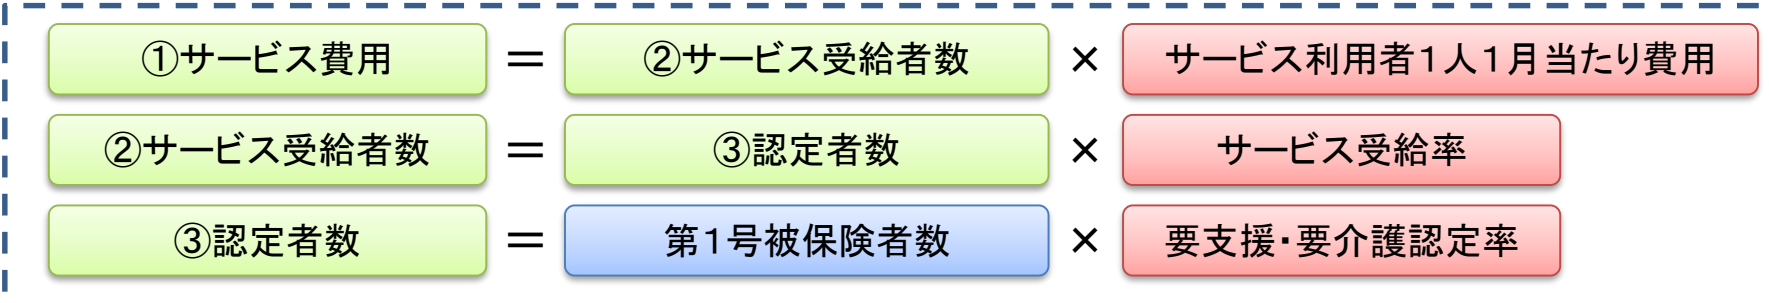 ①サービス費用 ＝ ②サービス受給者数 × サービス利用者１人１月当たり費用
②サービス受給者数 ＝ ③認定者数 × サービス受給率
③認定者数 ＝ 第１号被保険者数 × 要支援・要介護認定率